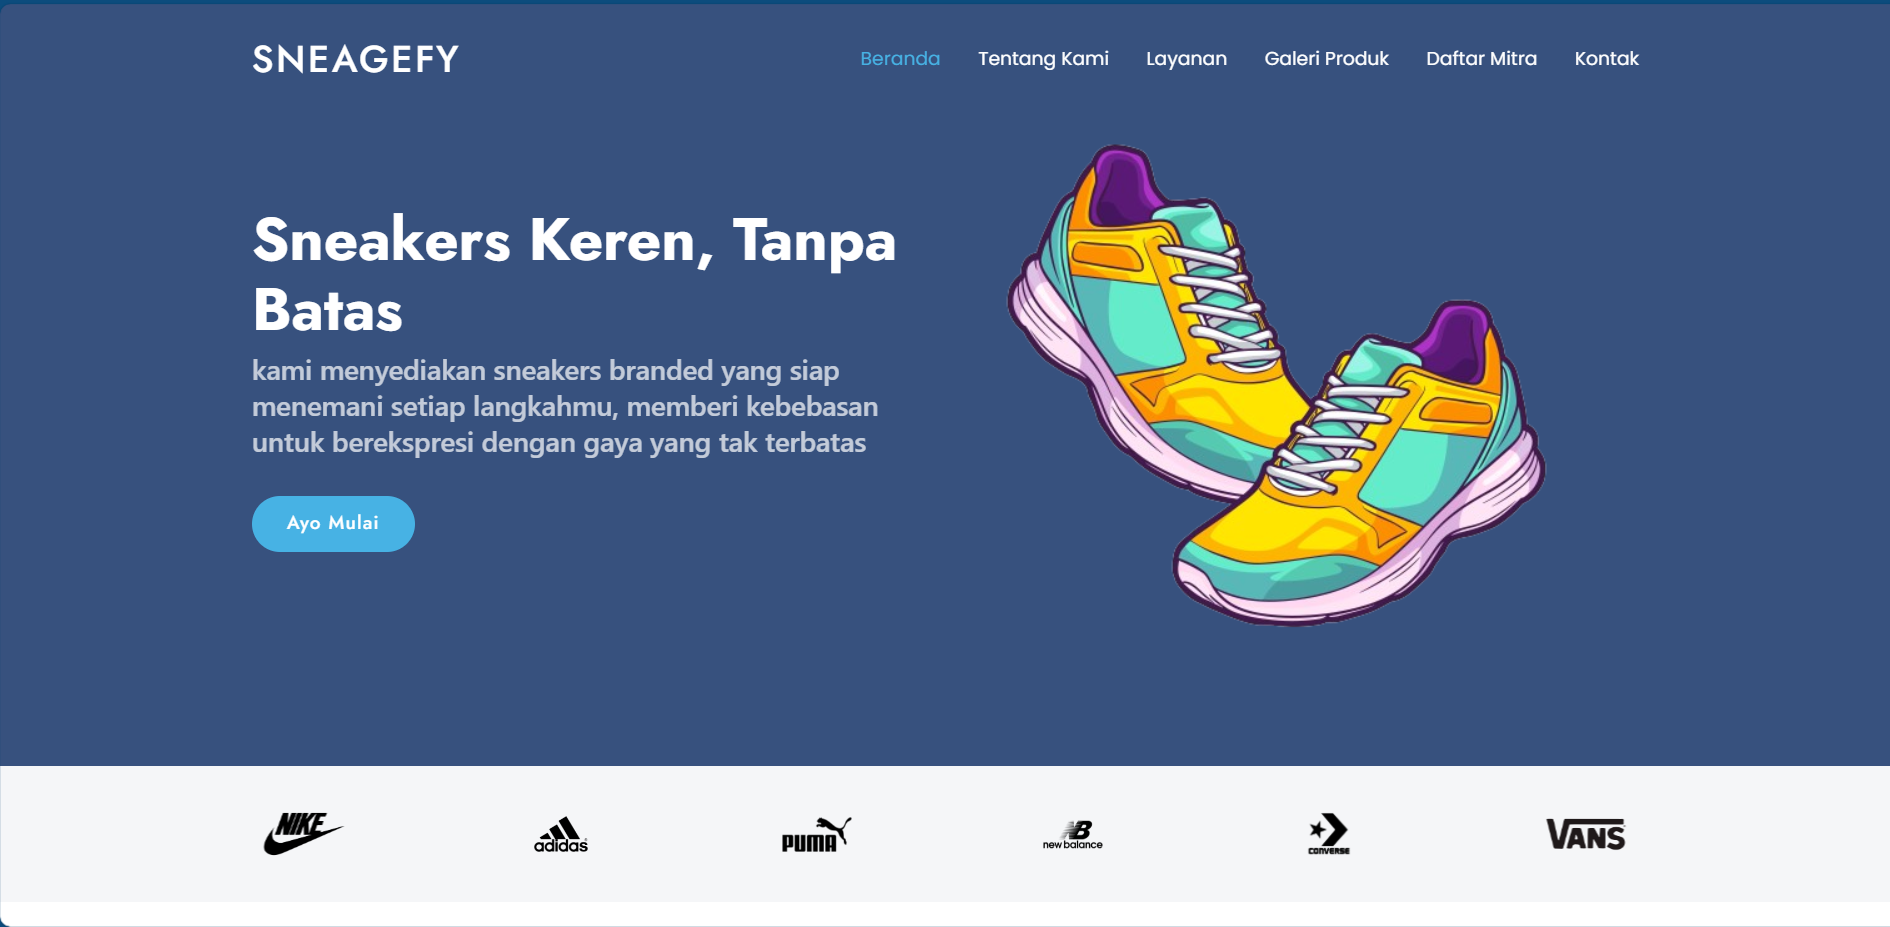 SNEAGEFY
Beranda Tentang Kami Layanan Galeri Produk Daftar Mitra Kontak
Sneakers Keren, Tanpa
Batas
kami menyediakan sneakers branded yang siap
menemani setiap langkahmu, memberi kebebasan
untuk berekspresi dengan gaya yang tak terbatas
Ayo Mulai
NIKE adidas PUMA NB new balance CONVERSE VANS